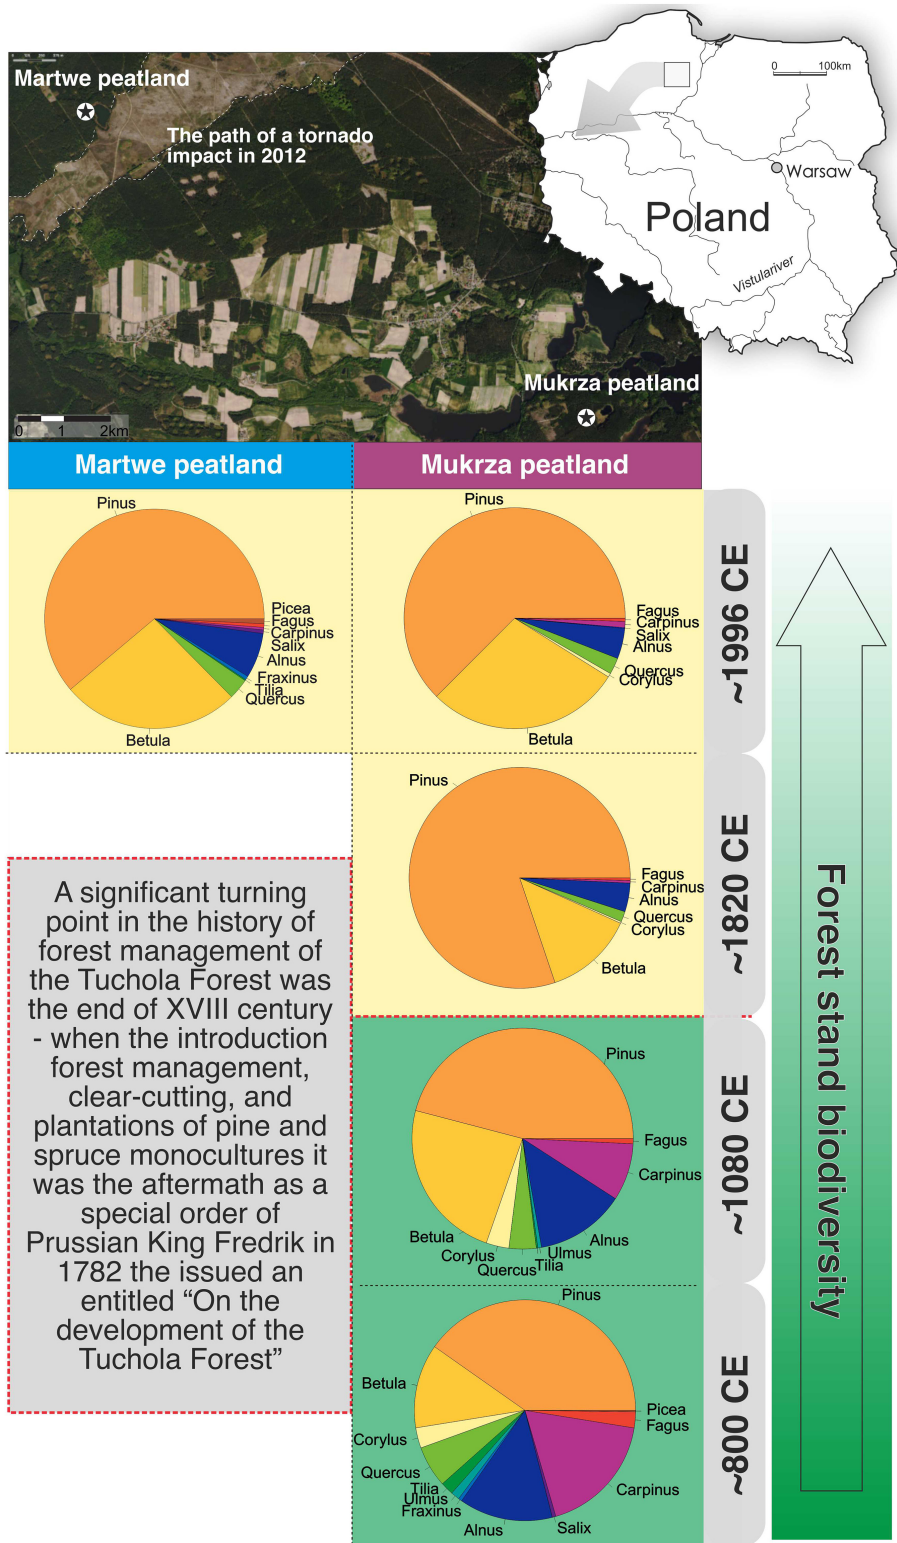 Martwe peatland
The path of a tornado
impact in 2012
0 100km
Warsaw
Poland
Vistulariver
Mukrza peatland
0 1 2km
Martwe peatland
Mukrza peatland
Pinus
Picea
Fagus
Carpinus
Salix
Alnus
Fraxinus
Tilia
Quercus
Betula
Pinus
Fagus
Carpinus
Salix
Alnus
Quercus
Corylus
Betula
~1996 CE
Pinus
Fagus
Carpinus
Alnus
Quercus
Corylus
Betula
~1820 CE
A significant turning
point in the history of
forest management of
the Tuchola Forest was
the end of XVIII century
- when the introduction
forest management,
clear-cutting, and
plantations of pine and
spruce monocultures it
was the aftermath as a
special order of
Prussian King Fredrik in
1782 the issued an
entitled “On the
development of the
Tuchola Forest”
Pinus
Fagus
Carpinus
Alnus
Ulmus
Tilia
Quercus
Corylus
Betula
~1080 CE
Pinus
Picea
Fagus
Carpinus
Salix
Alnus
Fraxinus
Ulmus
Tilia
Quercus
Corylus
Betula
~800 CE
Forest stand biodiversity